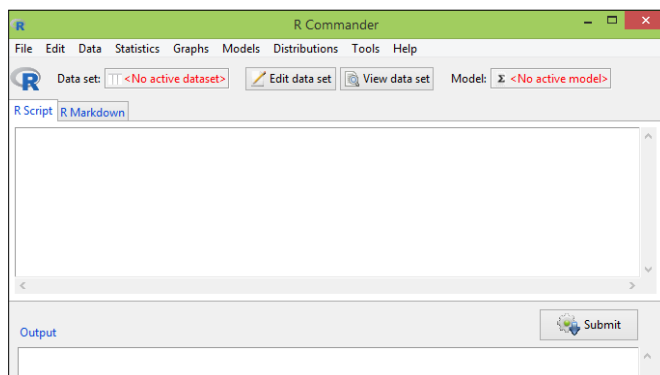 R R Commander
File Edit Data Statistics Graphs Models Distributions Tools Help
R Data set: <No active dataset> Edit data set View data set Model: Σ <No active model>
R Script R Markdown
Submit
Output